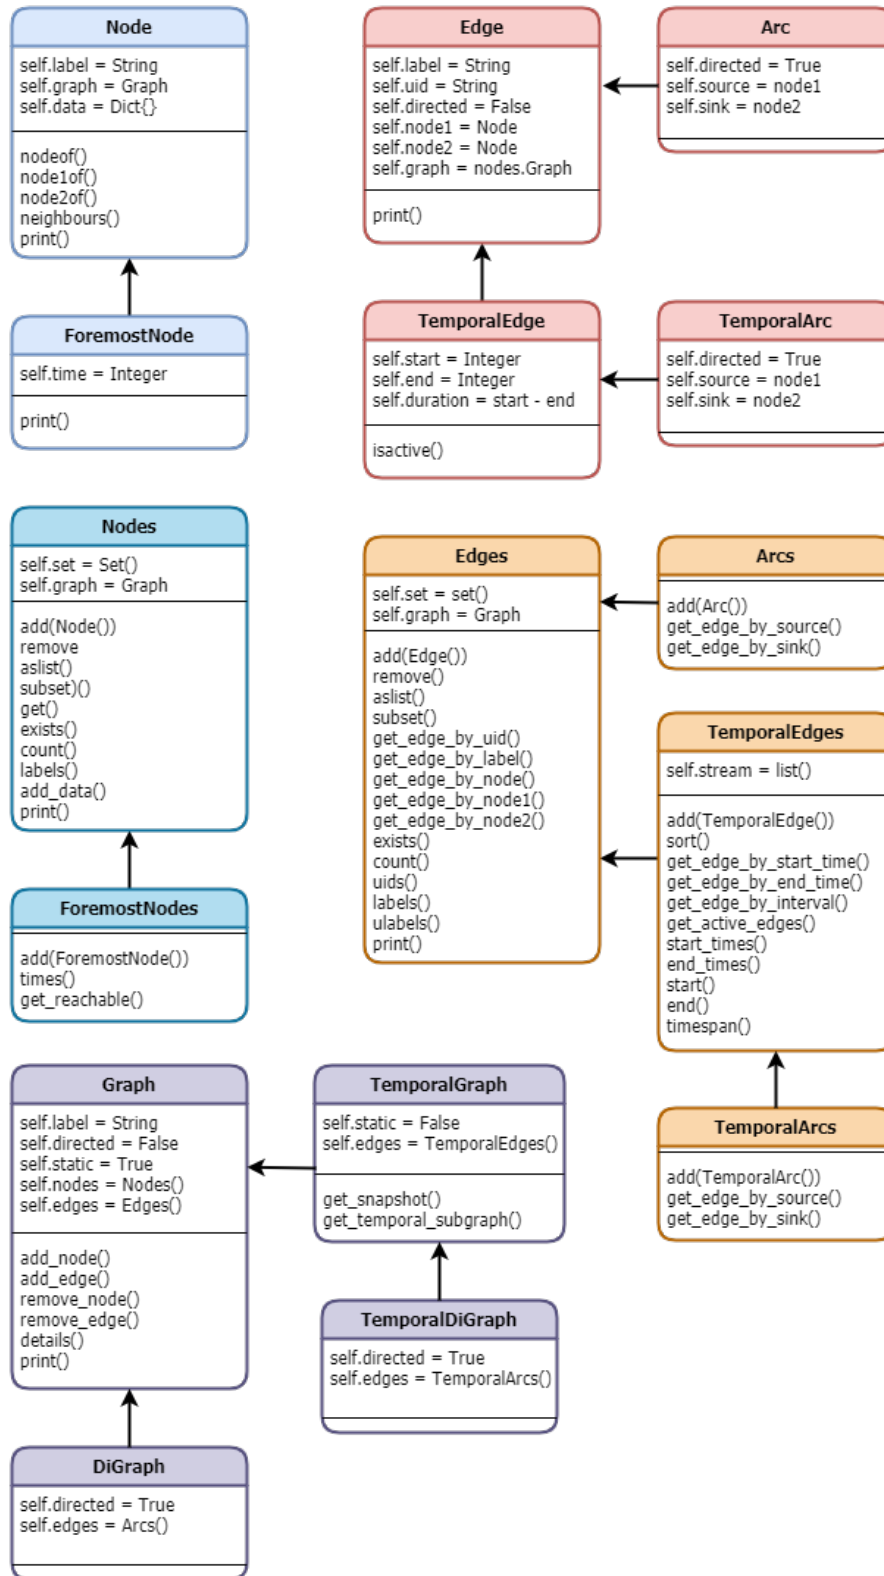 Node
self.label = String
self.graph = Graph
self.data = Dict{}
nodeof()
node1of()
node2of()
neighbours()
print()
ForemostNode
self.time = Integer
print()
Edge
self.label = String
self.uid = String
self.directed = False
self.node1 = Node
self.node2 = Node
self.graph = nodes.Graph
print()
Arc
self.directed = True
self.source = node1
self.sink = node2
TemporalEdge
self.start = Integer
self.end = Integer
self.duration = start - end
isactive()
TemporalArc
self.directed = True
self.source = node1
self.sink = node2
Nodes
self.set = Set()
self.graph = Graph
add(Node())
remove
aslist()
subset)()
get()
exists()
count()
labels()
add_data()
print()
ForemostNodes
add(ForemostNode())
times()
get_reachable()
Edges
self.set = set()
self.graph = Graph
add(Edge())
remove()
aslist()
subset()
get_edge_by_uid()
get_edge_by_label()
get_edge_by_node()
get_edge_by_node1()
get_edge_by_node2()
exists()
count()
uids()
labels()
ulabels()
print()
Arcs
add(Arc())
get_edge_by_source()
get_edge_by_sink()
TemporalEdges
self.stream = list()
add(TemporalEdge())
sort()
get_edge_by_start_time()
get_edge_by_end_time()
get_edge_by_interval()
get_active_edges()
start_times()
end_times()
start()
end()
timespan()
TemporalArcs
add(TemporalArc())
get_edge_by_source()
get_edge_by_sink()
Graph
self.label = String
self.directed = False
self.static = True
self.nodes = Nodes()
self.edges = Edges()
add_node()
add_edge()
remove_node()
remove_edge()
details()
print()
TemporalGraph
self.static = False
self.edges = TemporalEdges()
get_snapshot()
get_temporal_subgraph()
TemporalDiGraph
self.directed = True
self.edges = TemporalArcs()
DiGraph
self.directed = True
self.edges = Arcs()